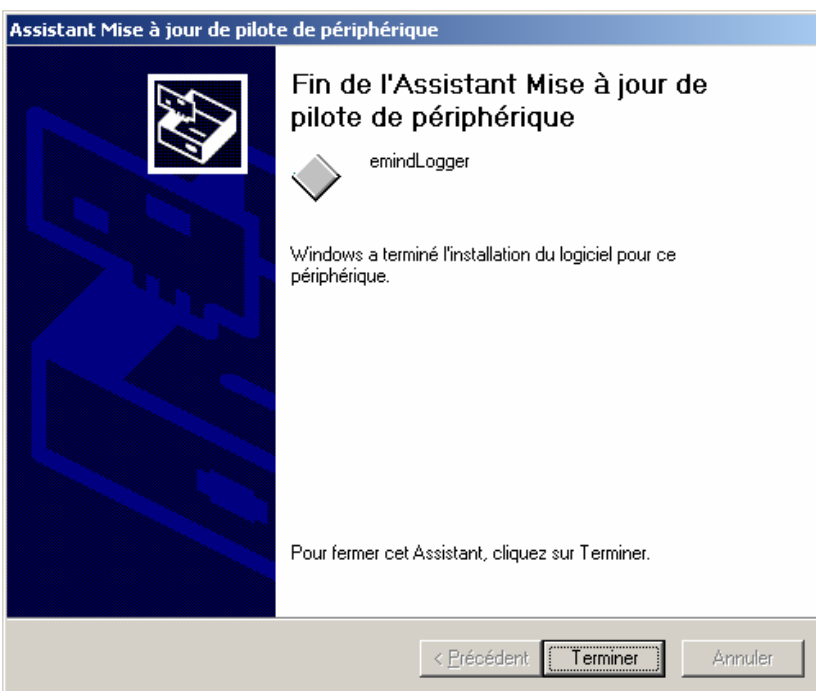 Assistant Mise à jour de pilote de périphérique
Fin de l'Assistant Mise à jour de
pilote de périphérique
emindLogger
Windows a terminé l'installation du logiciel pour ce
périphérique.
Pour fermer cet Assistant, cliquez sur Terminer.
< Précédent
Terminer
Annuler